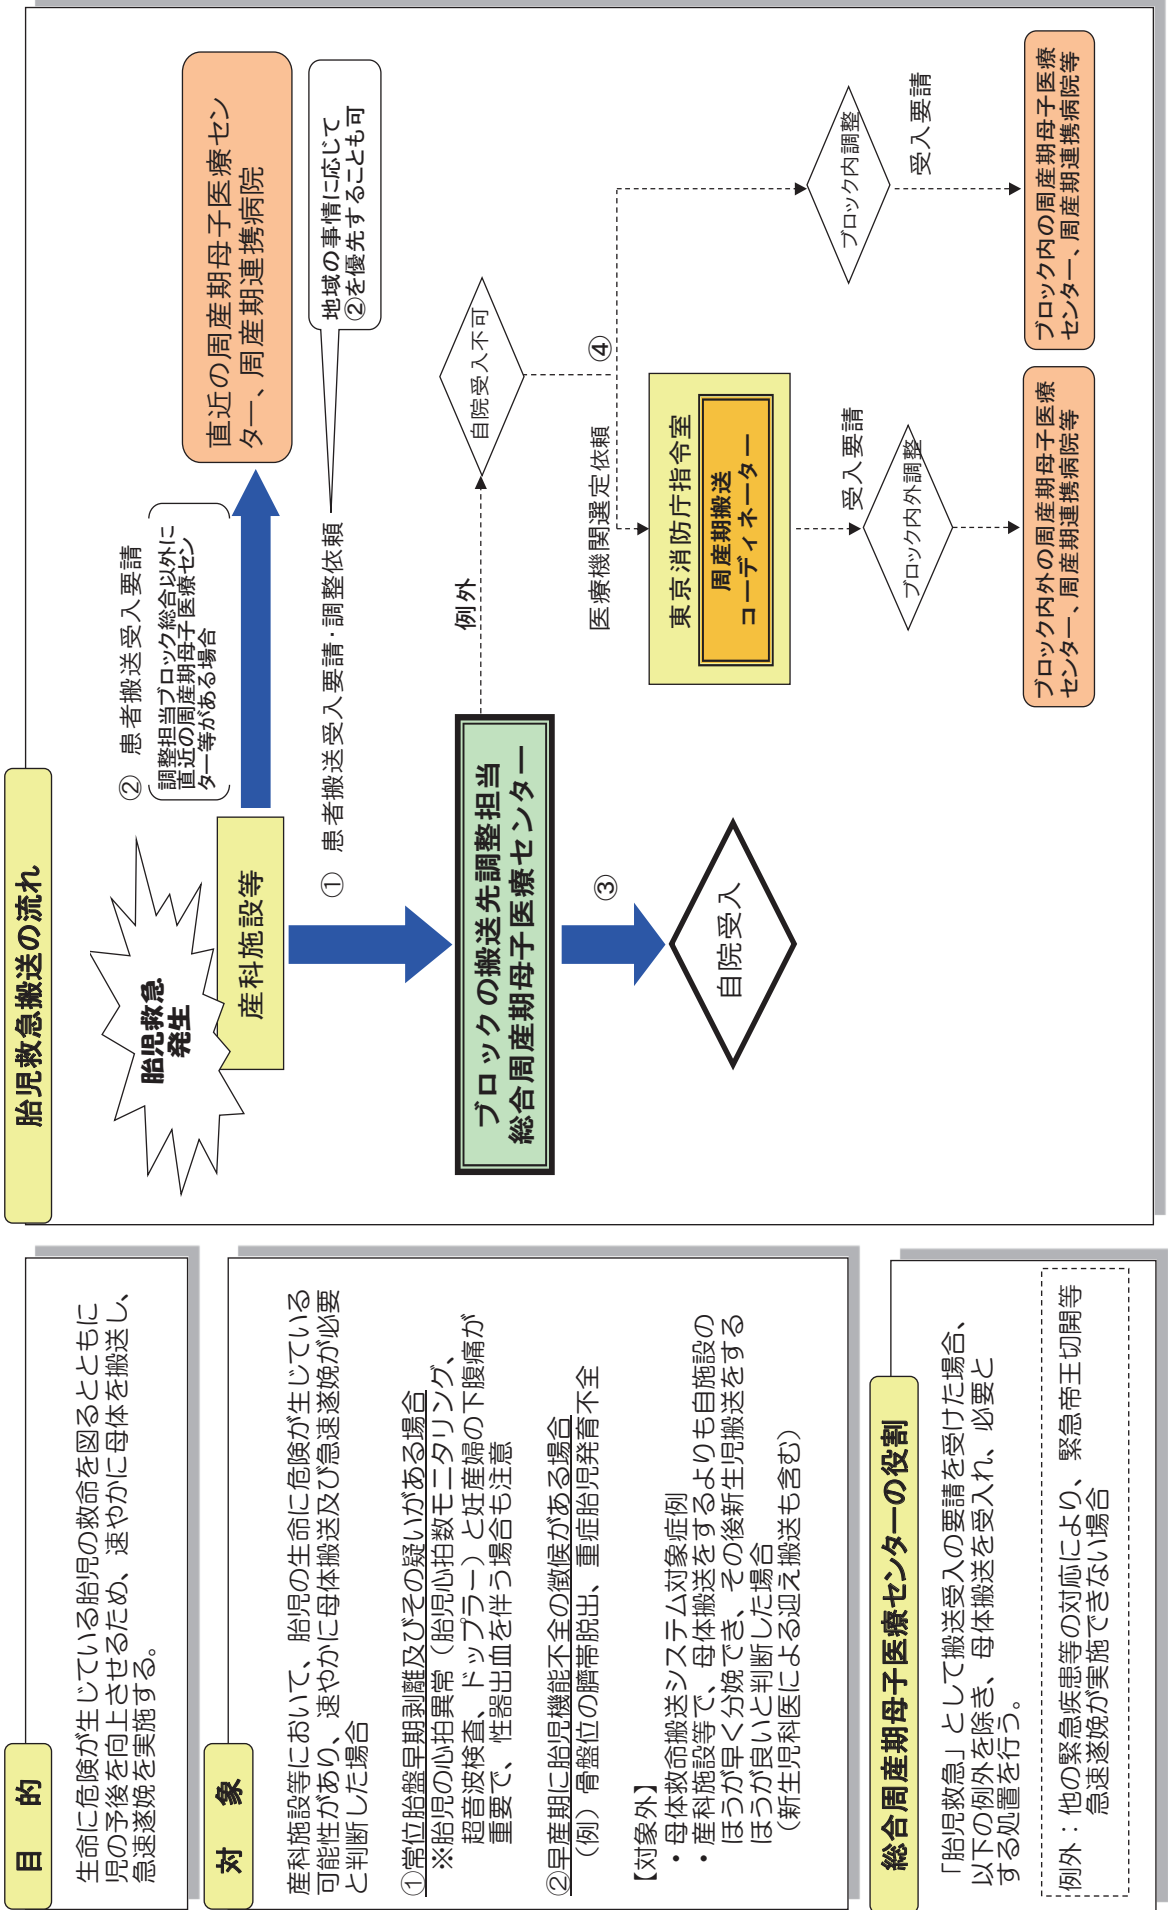 目　的
生命に危険が生じている胎児の救命を図るとともに
児の予後を向上させるため、速やかに母体を搬送し、
急速遂娩を実施する。
対　象
産科施設等において、胎児の生命に危険が生じている
可能性があり、速やかに母体搬送及び急速遂娩が必要
と判断した場合
①常位胎盤早期剥離及びその疑いがある場合
※胎児の心拍異常（胎児心拍数モニタリング、
超音波検査、ドップラー）と妊産婦の下腹痛が
重要で、性器出血を伴う場合も注意
②早産期に胎児機能不全の徴候がある場合
（例）骨盤位の臍帯脱出、重症胎児発育不全
【対象外】
・母体救命搬送システム対象症例
・産科施設等で、母体搬送をするよりも自施設の
ほうが早く分娩でき、その後新生児搬送をする
ほうが良いと判断した場合
（新生児科医による迎え搬送も含む）
総合周産期母子医療センターの役割
「胎児救急」として搬送受入の要請を受けた場合、
以下の例外を除き、母体搬送を受入れ、必要と
する処置を行う。
例外：他の緊急疾患等の対応により、緊急帝王切開等
急速遂娩が実施できない場合
胎児救急搬送の流れ
胎児救急
発生
産科施設等
② 患者搬送受入要請
調整担当ブロック総合以外に
直近の周産期母子医療セン
ター等がある場合
直近の周産期母子医療セン
ター、周産期連携病院
① 患者搬送受入要請・調整依頼
地域の事情に応じて
②を優先することも可
ブロックの搬送先調整担当
総合周産期母子医療センター
例外
自院受入不可
③
自院受入
④
医療機関選定依頼
東京消防庁指令室
周産期搬送
コーディネーター
受入要請
ブロック内外調整
ブロック内外の周産期母子医療
センター、周産期連携病院等
ブロック内調整
受入要請
ブロック内の周産期母子医療
センター、周産期連携病院等